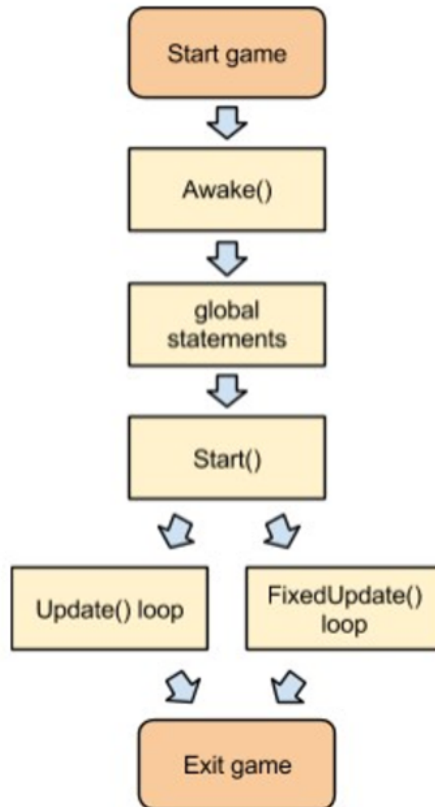 Start game
Awake()
global
statements
Start()
Update() loop
FixedUpdate()
loop
Exit game